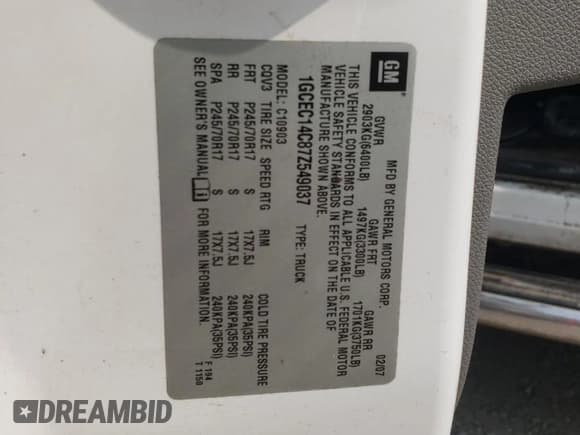 GM
MFD BY GENERAL MOTORS CORP.
02/07
GVWR GAWR FRT GAWR RR
2903KG(6400LB) 1497KG(3300LB) 1701KG(3750LB)
THIS VEHICLE CONFORMS TO ALL APPLICABLE U.S. FEDERAL MOTOR
VEHICLE SAFETY STANDARDS IN EFFECT ON THE DATE OF
MANUFACTURE SHOWN ABOVE.
1GCEC14C87Z549037 TYPE: TRUCK
MODEL: C10903
CQV3 TIRE SIZE SPEED RTG RIM COLD TIRE PRESSURE
FRT P245/70R17 S 17X7.5J 240KPA(35PSI)
RR P245/70R17 S 17X7.5J 240KPA(35PSI)
SPA P245/70R17 S 17X7.5J 240KPA(35PSI)
SEE OWNER'S MANUAL FOR MORE INFORMATION.
F 194
T 1150
DREAMBID